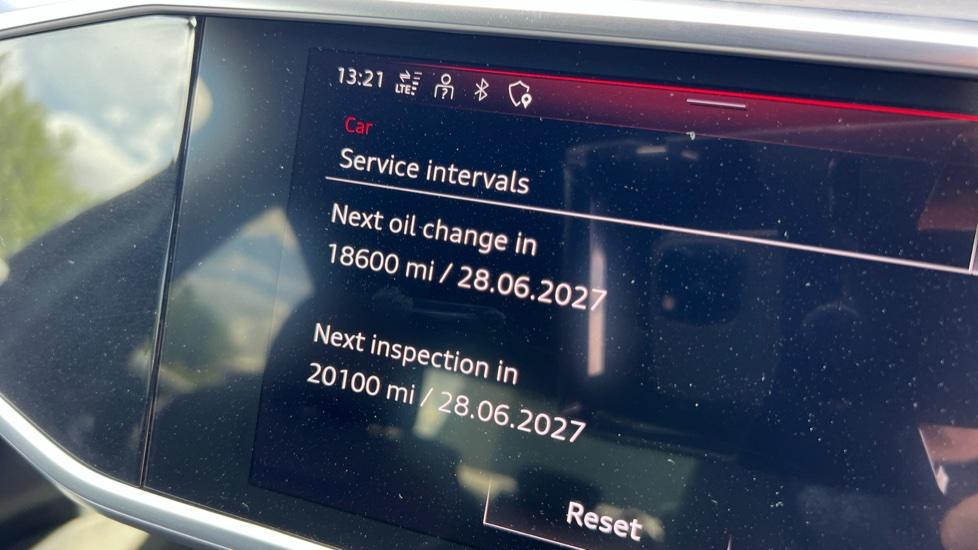 13:21 LTE ?
Car
Service intervals
Next oil change in
18600 mi / 28.06.2027
Next inspection in
20100 mi / 28.06.2027
Reset